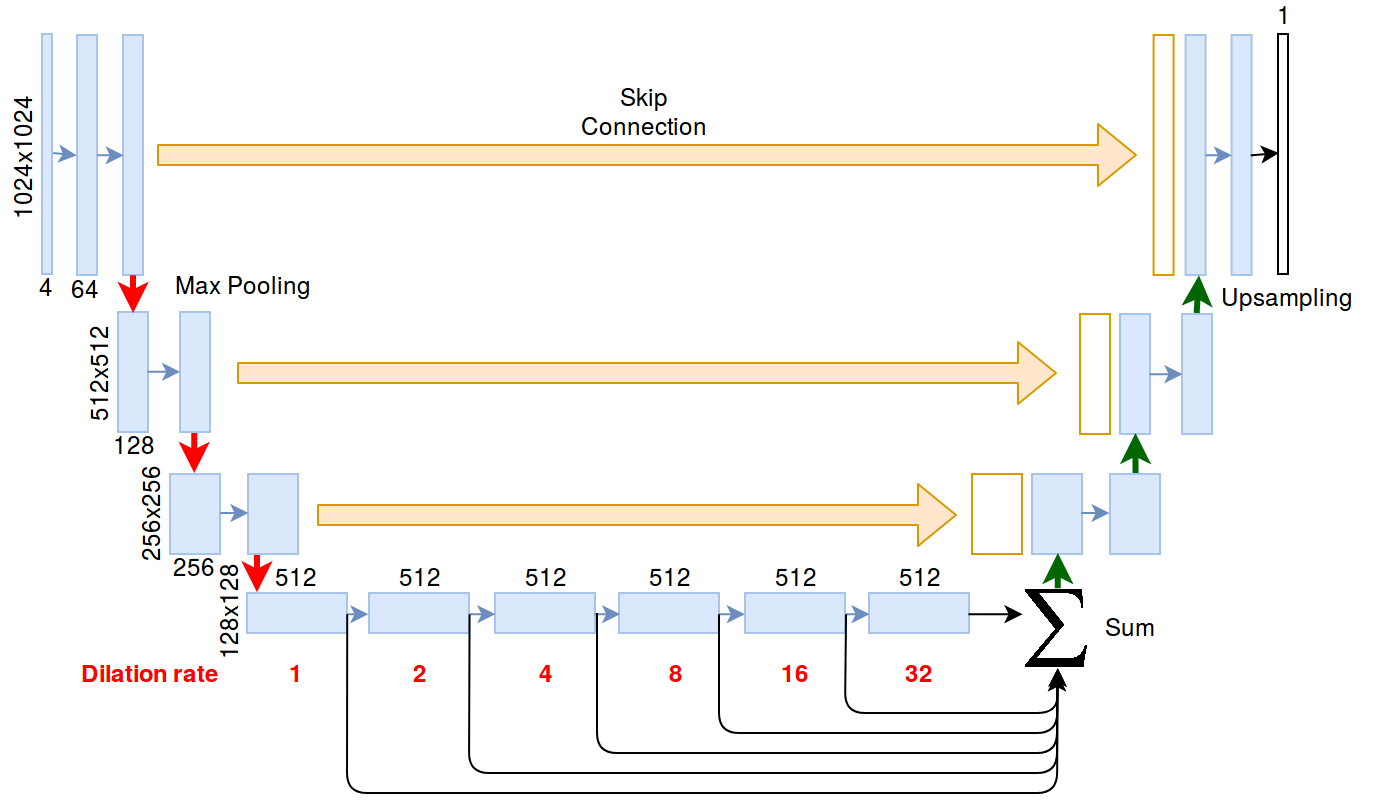 1
Skip
Connection
1024x1024
4
64
Max Pooling
Upsampling
512x512
128
256x256
256
128x128
512
512
512
512
512
512
Σ
Sum
Dilation rate
1
2
4
8
16
32